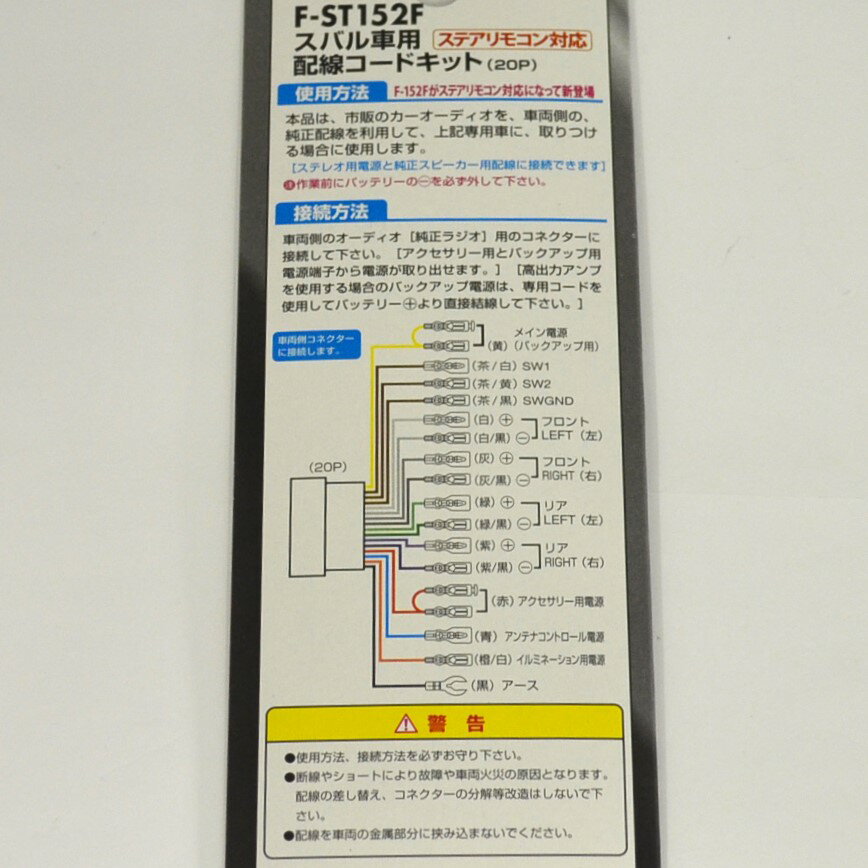 F-ST152F
スバル車用 ステアリモコン対応
配線コードキット(20P)
使用方法 F-152Fがステアリモコン対応になって新登場
本品は、市販のカーオーディオを、車両側の、
純正配線を利用して、上記専用車に、取りつけ
る場合に使用します。
[ステレオ用電源と純正スピーカー用配線に接続できます]
注作業前にバッテリーの⊖を必ず外して下さい。
接続方法
車両側のオーディオ[純正ラジオ]用のコネクターに
接続して下さい。[アクセサリー用とバックアップ用
電源端子から電源が取り出せます。][高出力アンプ
を使用する場合のバックアップ電源は、専用コードを
使用してバッテリー⊕より直接結線して下さい。]
車両側コネクター
に接続します。
メイン電源
(黄)(バックアップ用)
(茶/白)SW1
(茶/黄)SW2
(茶/黒)SWGND
(白)⊕ フロント
(白/黒)⊖ LEFT(左)
(灰)⊕ フロント
(灰/黒)⊖ RIGHT(右)
(20P)
(緑)⊕ リア
(緑/黒)⊖ LEFT(左)
(紫)⊕ リア
(紫/黒)⊖ RIGHT(右)
(赤)アクセサリー用電源
(青)アンテナコントロール電源
(橙/白)イルミネーション用電源
(黒)アース
警告
●使用方法、接続方法を必ずお守り下さい。
●断線やショートにより故障や車両火災の原因となります。
配線の差し替え、コネクターの分解等改造はしないで下
さい。
●配線を車両の金属部分に挟み込まないでください。